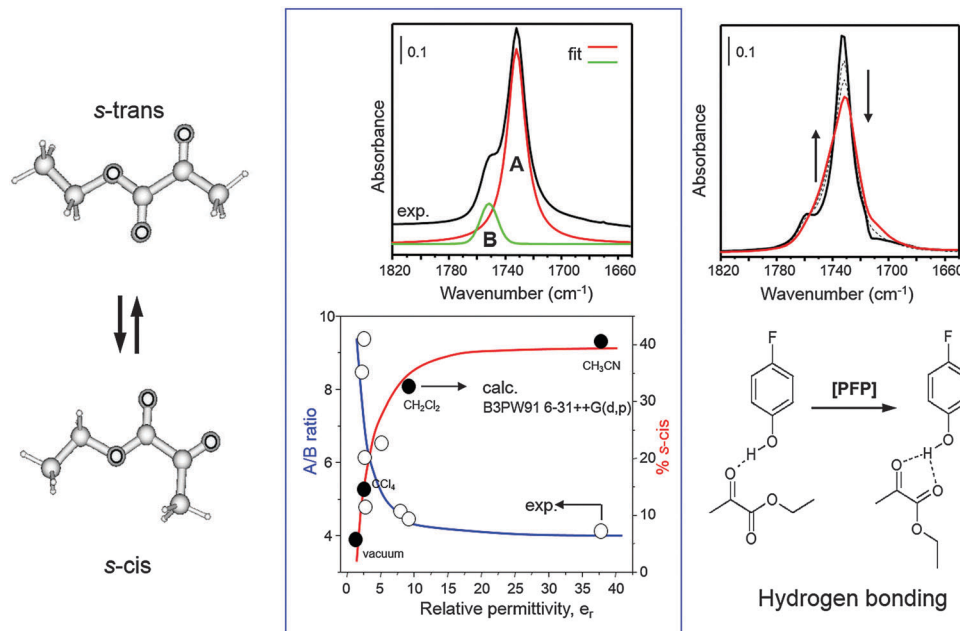 s-trans
O
O
O
s-cis
O
O
O
0.1
fit
A
B
exp.
Absorbance
1820
1780
1740
1700
1660
Wavenumber (cm-1)
10
8
6
4
A/B ratio
40
30
20
10
0
% s-cis
CH3CN
CH2Cl2
calc.
B3PW91 6-31++G(d,p)
CCl4
exp.
vacuum
0 5 10 15 20 25 30 35 40
Relative permittivity, er
0.1
Absorbance
1820
1780
1740
1700
1660
Wavenumber (cm-1)
F
F
[PFP]
H
O
H
O
O
O
O
O
O
O
Hydrogen bonding